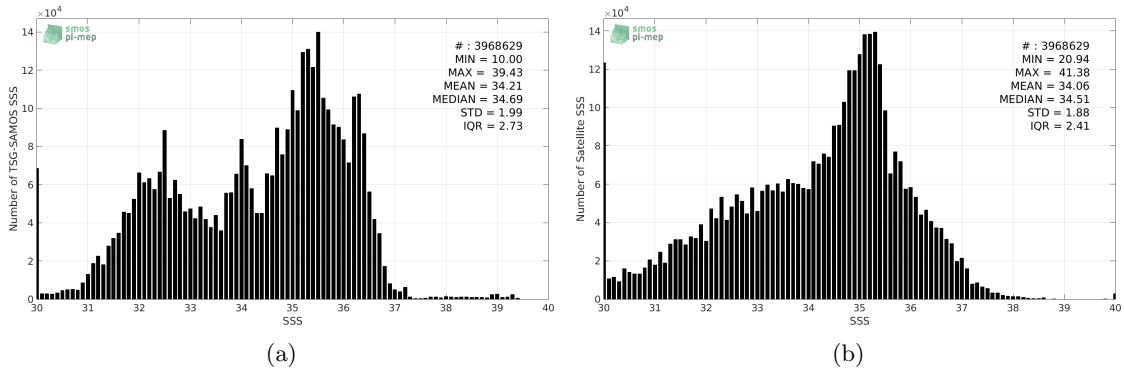 ×10⁴
smos
pi-mep
# : 3968629
MIN = 10.00
MAX = 39.43
MEAN = 34.21
MEDIAN = 34.69
STD = 1.99
IQR = 2.73
Number of TSG-SAMOS SSS
14
12
10
8
6
4
2
0
30 31 32 33 34 35 36 37 38 39 40
SSS
(a)
×10⁴
smos
pi-mep
# : 3968629
MIN = 20.94
MAX = 41.38
MEAN = 34.06
MEDIAN = 34.51
STD = 1.88
IQR = 2.41
Number of Satellite SSS
14
12
10
8
6
4
2
0
30 31 32 33 34 35 36 37 38 39 40
SSS
(b)